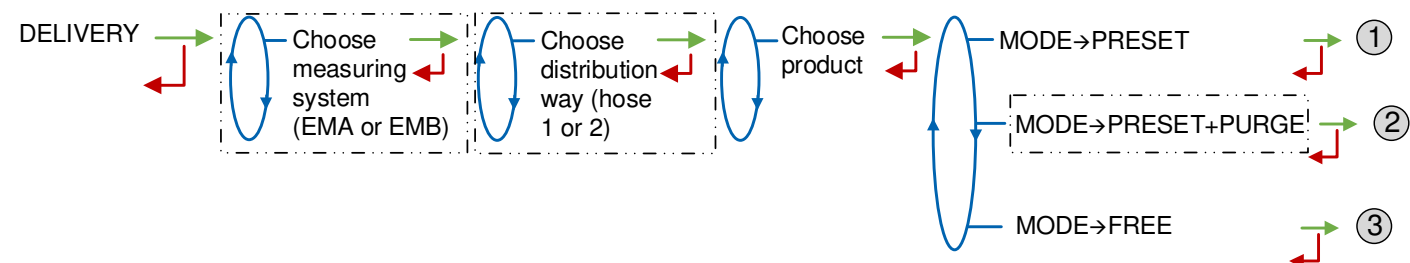 DELIVERY
Choose
measuring
system
(EMA or EMB)
Choose
distribution
way (hose
1 or 2)
Choose
product
MODE→PRESET
1
MODE→PRESET+PURGE
2
MODE→FREE
3